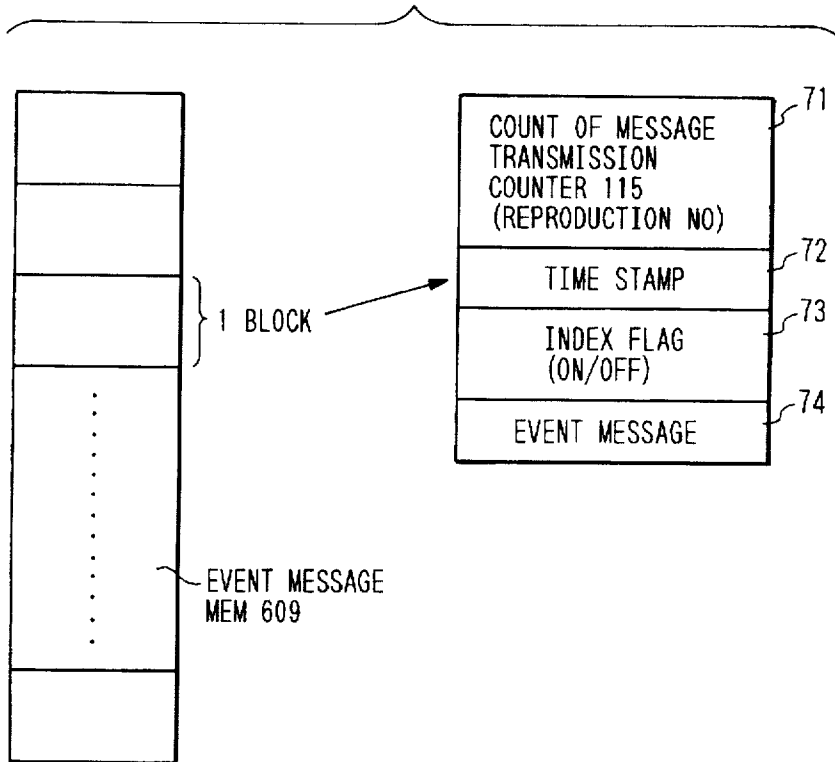 1 BLOCK
EVENT MESSAGE
MEM 609
COUNT OF MESSAGE
TRANSMISSION
COUNTER 115
(REPRODUCTION NO)
71
TIME STAMP
72
INDEX FLAG
(ON/OFF)
73
EVENT MESSAGE
74